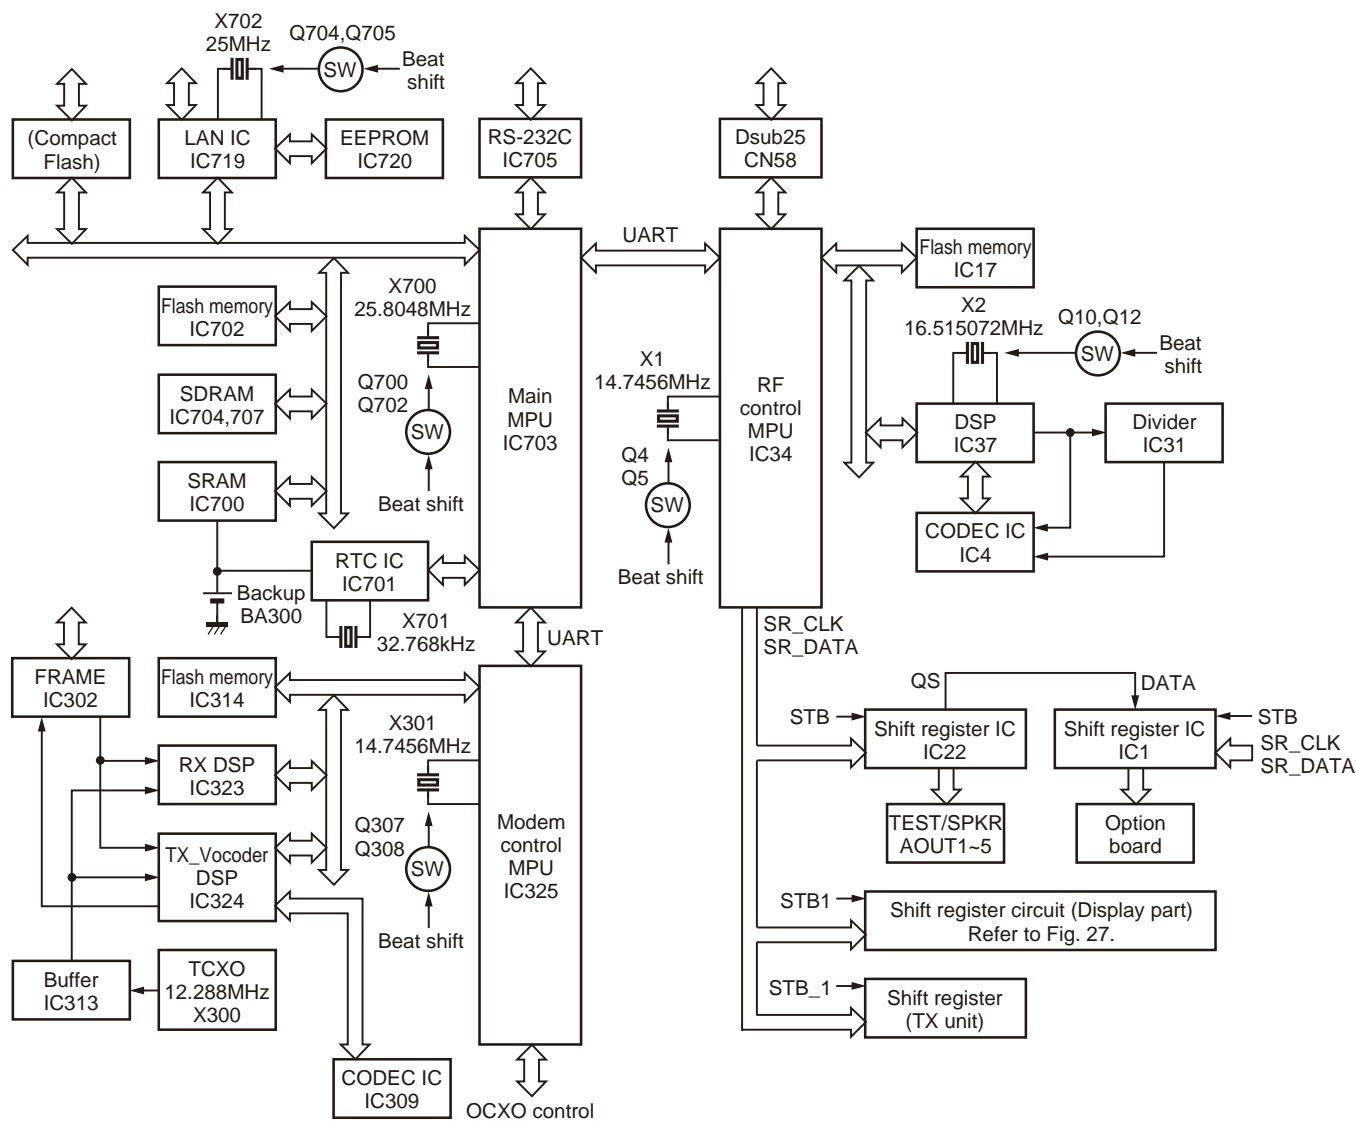 X702
25MHz
Q704,Q705
SW
Beat
shift
(Compact
Flash)
LAN IC
IC719
EEPROM
IC720
RS-232C
IC705
Dsub25
CN58
UART
Flash memory
IC17
Flash memory
IC702
X700
25.8048MHz
X2
16.515072MHz
Q10,Q12
SW
Beat
shift
SDRAM
IC704,707
Q700
Q702
SW
Beat shift
Main
MPU
IC703
X1
14.7456MHz
Q4
Q5
SW
Beat shift
RF
control
MPU
IC34
DSP
IC37
Divider
IC31
CODEC IC
IC4
SRAM
IC700
RTC IC
IC701
Backup
BA300
X701
32.768kHz
UART
SR_CLK
SR_DATA
FRAME
IC302
Flash memory
IC314
QS
DATA
STB
Shift register IC
IC22
Shift register IC
IC1
STB
SR_CLK
SR_DATA
X301
14.7456MHz
RX DSP
IC323
TEST/SPKR
AOUT1~5
Option
board
Q307
Q308
SW
Beat shift
Modem
control
MPU
IC325
TX_Vocoder
DSP
IC324
STB1
Shift register circuit (Display part)
Refer to Fig. 27.
Buffer
IC313
TCXO
12.288MHz
X300
STB_1
Shift register
(TX unit)
CODEC IC
IC309
OCXO control